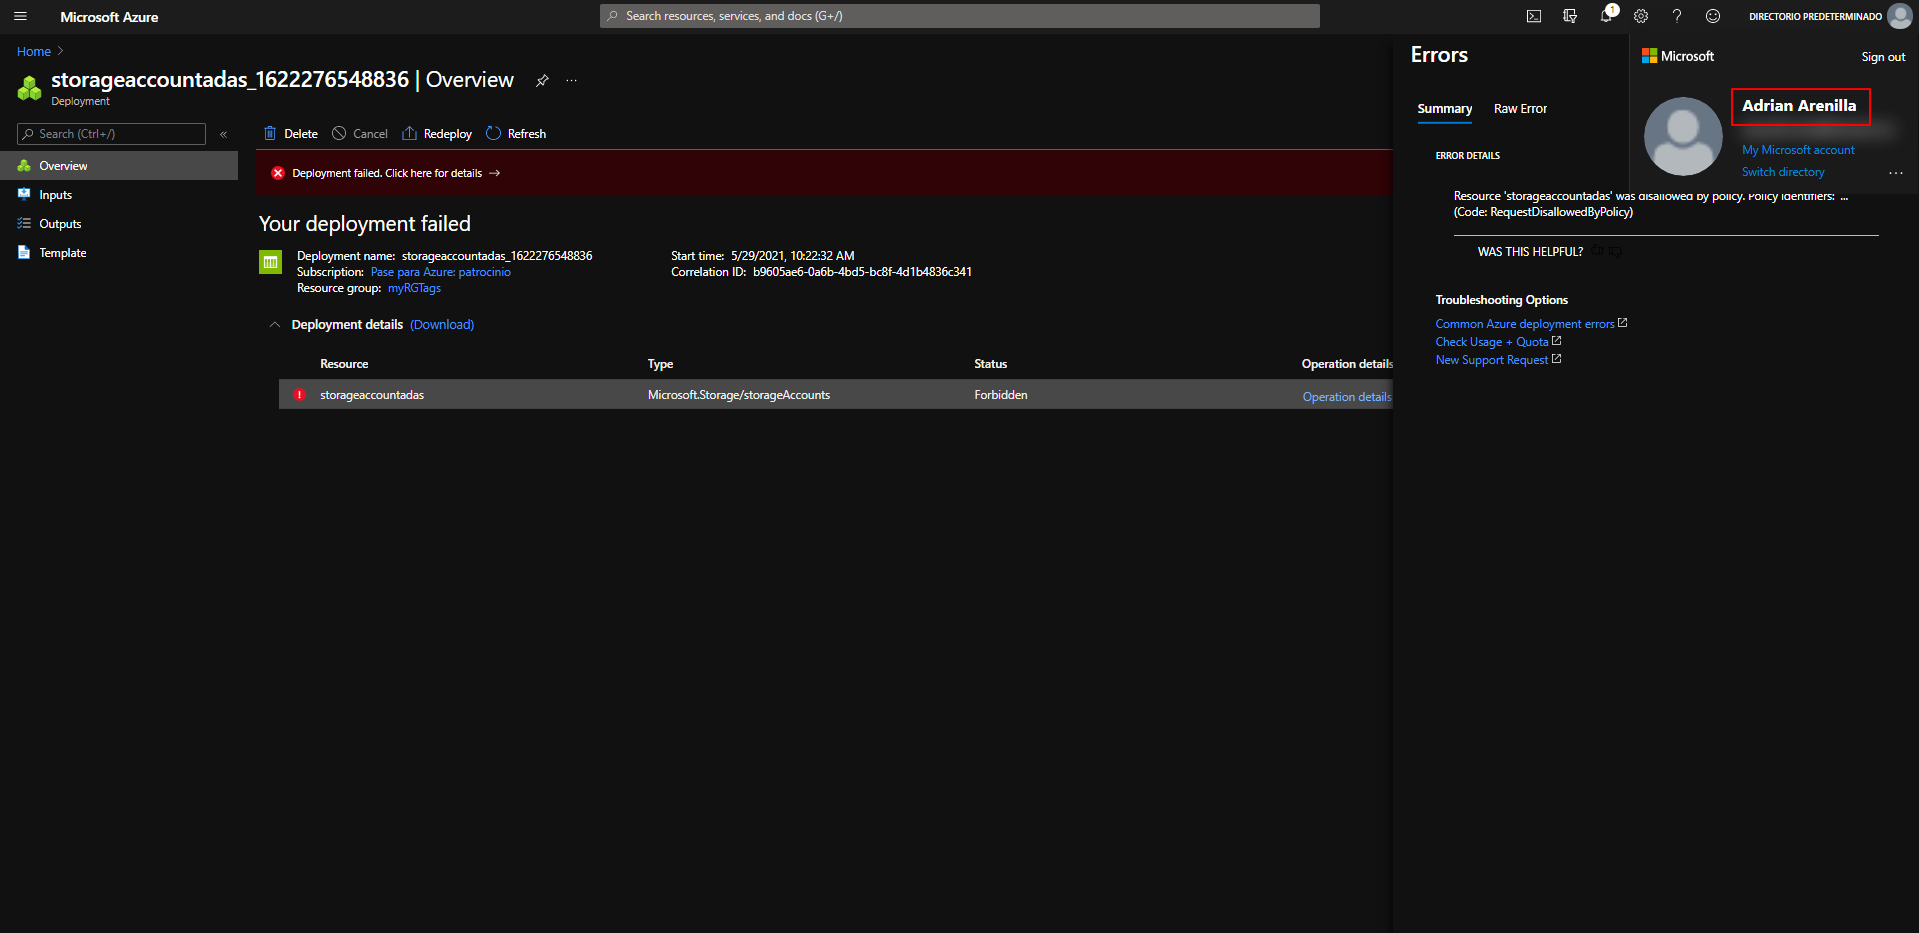 Microsoft Azure
Search resources, services, and docs (G+/)
1
DIRECTORIO PREDETERMINADO
Home
storageaccountadas_1622276548836 | Overview
Deployment
Search (Ctrl+/)
«
Overview
Inputs
Outputs
Template
Delete
Cancel
Redeploy
Refresh
Deployment failed. Click here for details →
Your deployment failed
Deployment name: storageaccountadas_1622276548836
Subscription: Pase para Azure: patrocinio
Resource group: myRGTags
Start time: 5/29/2021, 10:22:32 AM
Correlation ID: b9605ae6-0a6b-4bd5-bc8f-4d1b4836c341
Deployment details (Download)
Resource Type Status Operation details
storageaccountadas Microsoft.Storage/storageAccounts Forbidden Operation details
Errors
Summary Raw Error
ERROR DETAILS
Resource 'storageaccountadas' was disallowed by policy. Policy identifiers: ...
(Code: RequestDisallowedByPolicy)
WAS THIS HELPFUL?
Troubleshooting Options
Common Azure deployment errors
Check Usage + Quota
New Support Request
Microsoft
Sign out
Adrian Arenilla
My Microsoft account
Switch directory